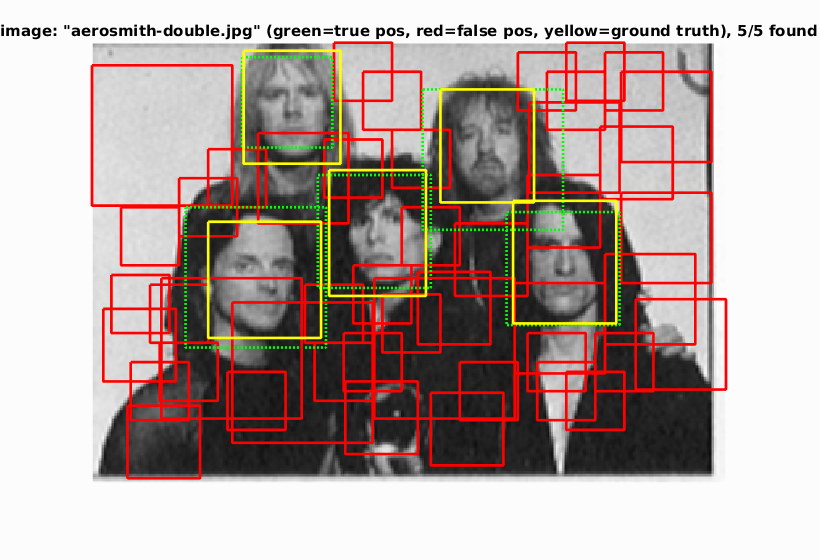 image: "aerosmith-double.jpg" (green=true pos, red=false pos, yellow=ground truth), 5/5 found